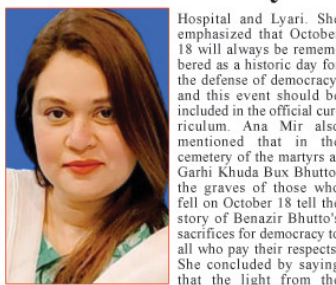 Hospital and Lyari. She
emphasized that October
18 will always be remem-
bered as a historic day for
the defense of democracy,
and this event should be
included in the official cur-
riculum. Ana Mir also
mentioned that in the
cemetery of the martyrs at
Garhi Khuda Bux Bhutto,
the graves of those who
fell on October 18 tell the
story of Benazir Bhutto's
sacrifices for democracy to
all who pay their respects.
She concluded by saying
that the light from the